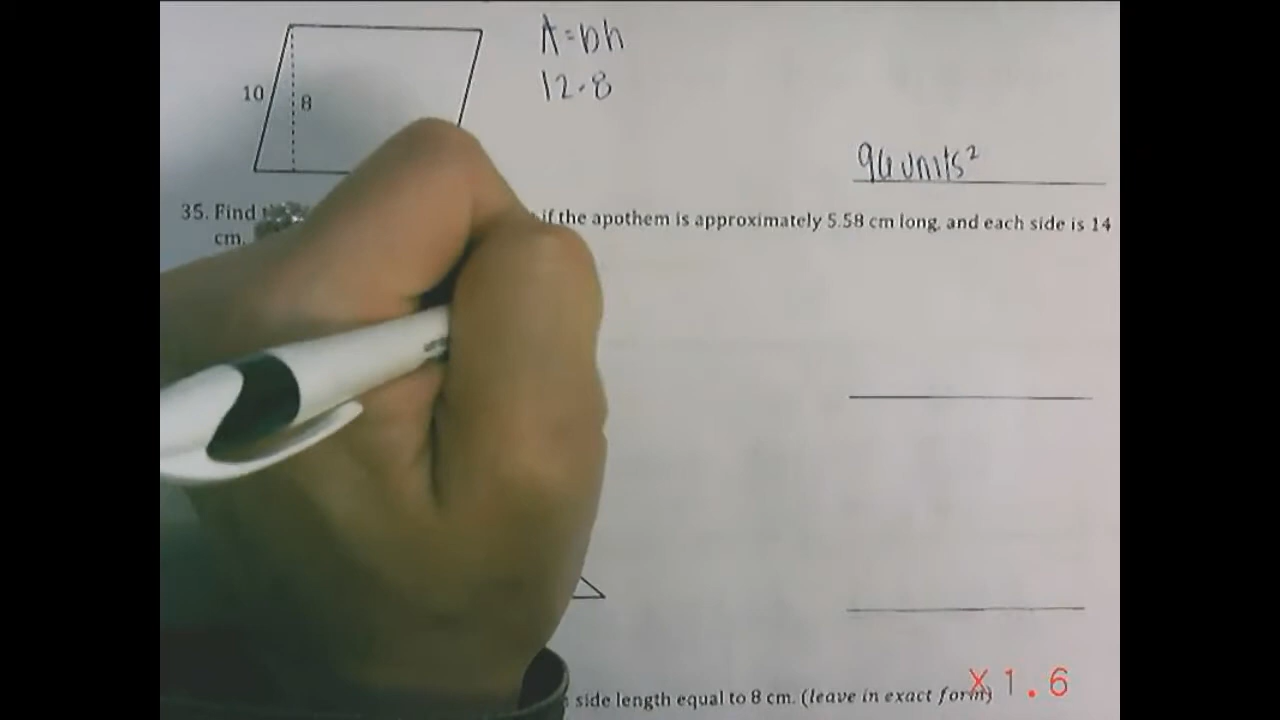 A = bh
12·8
10
8
96 units²
35. Find if the apothem is approximately 5.58 cm long, and each side is 14
cm.
side length equal to 8 cm. (leave in exact form)
X1.6